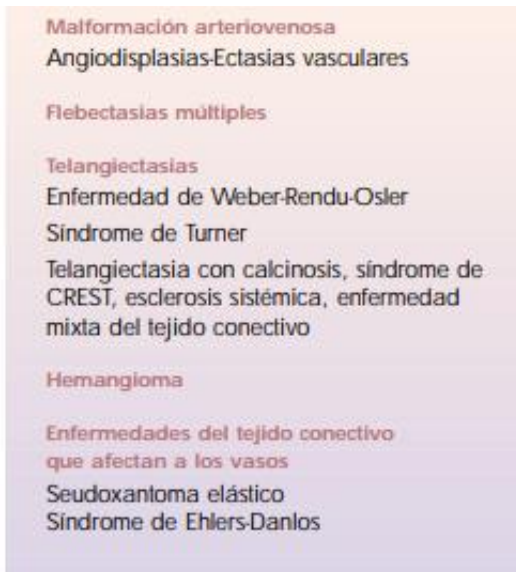 Malformación arteriovenosa
Angiodisplasias-Ectasias vasculares
Flebectasias múltiples
Telangiectasias
Enfermedad de Weber-Rendu-Osler
Síndrome de Turner
Telangiectasia con calcinosis, síndrome de
CREST, esclerosis sistémica, enfermedad
mixta del tejido conectivo
Hemangioma
Enfermedades del tejido conectivo
que afectan a los vasos
Seudoxantoma elástico
Síndrome de Ehlers-Danlos